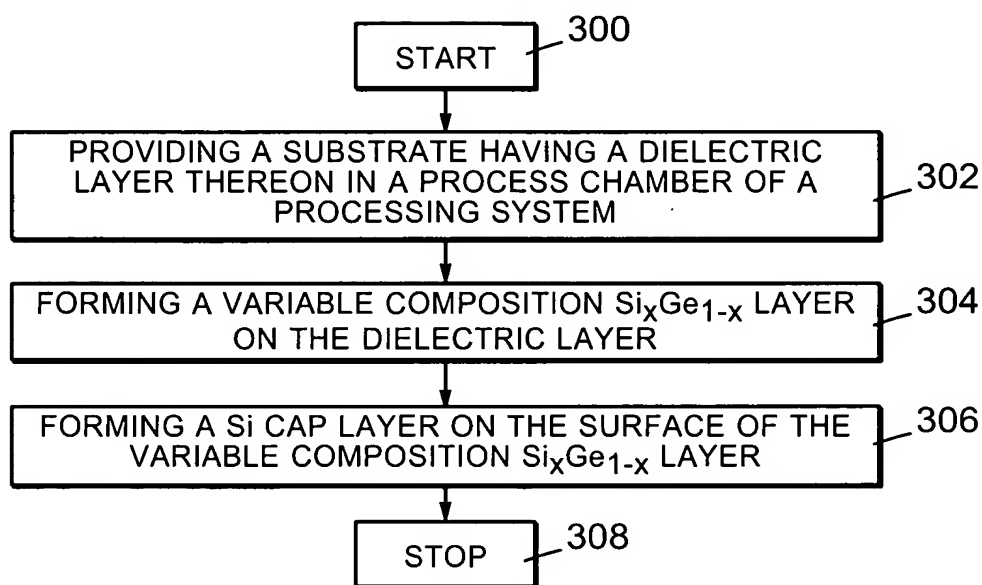 START
300
PROVIDING A SUBSTRATE HAVING A DIELECTRIC
LAYER THEREON IN A PROCESS CHAMBER OF A
PROCESSING SYSTEM
302
FORMING A VARIABLE COMPOSITION SiₓGe₁₋ₓ LAYER
ON THE DIELECTRIC LAYER
304
FORMING A Si CAP LAYER ON THE SURFACE OF THE
VARIABLE COMPOSITION SiₓGe₁₋ₓ LAYER
306
STOP
308